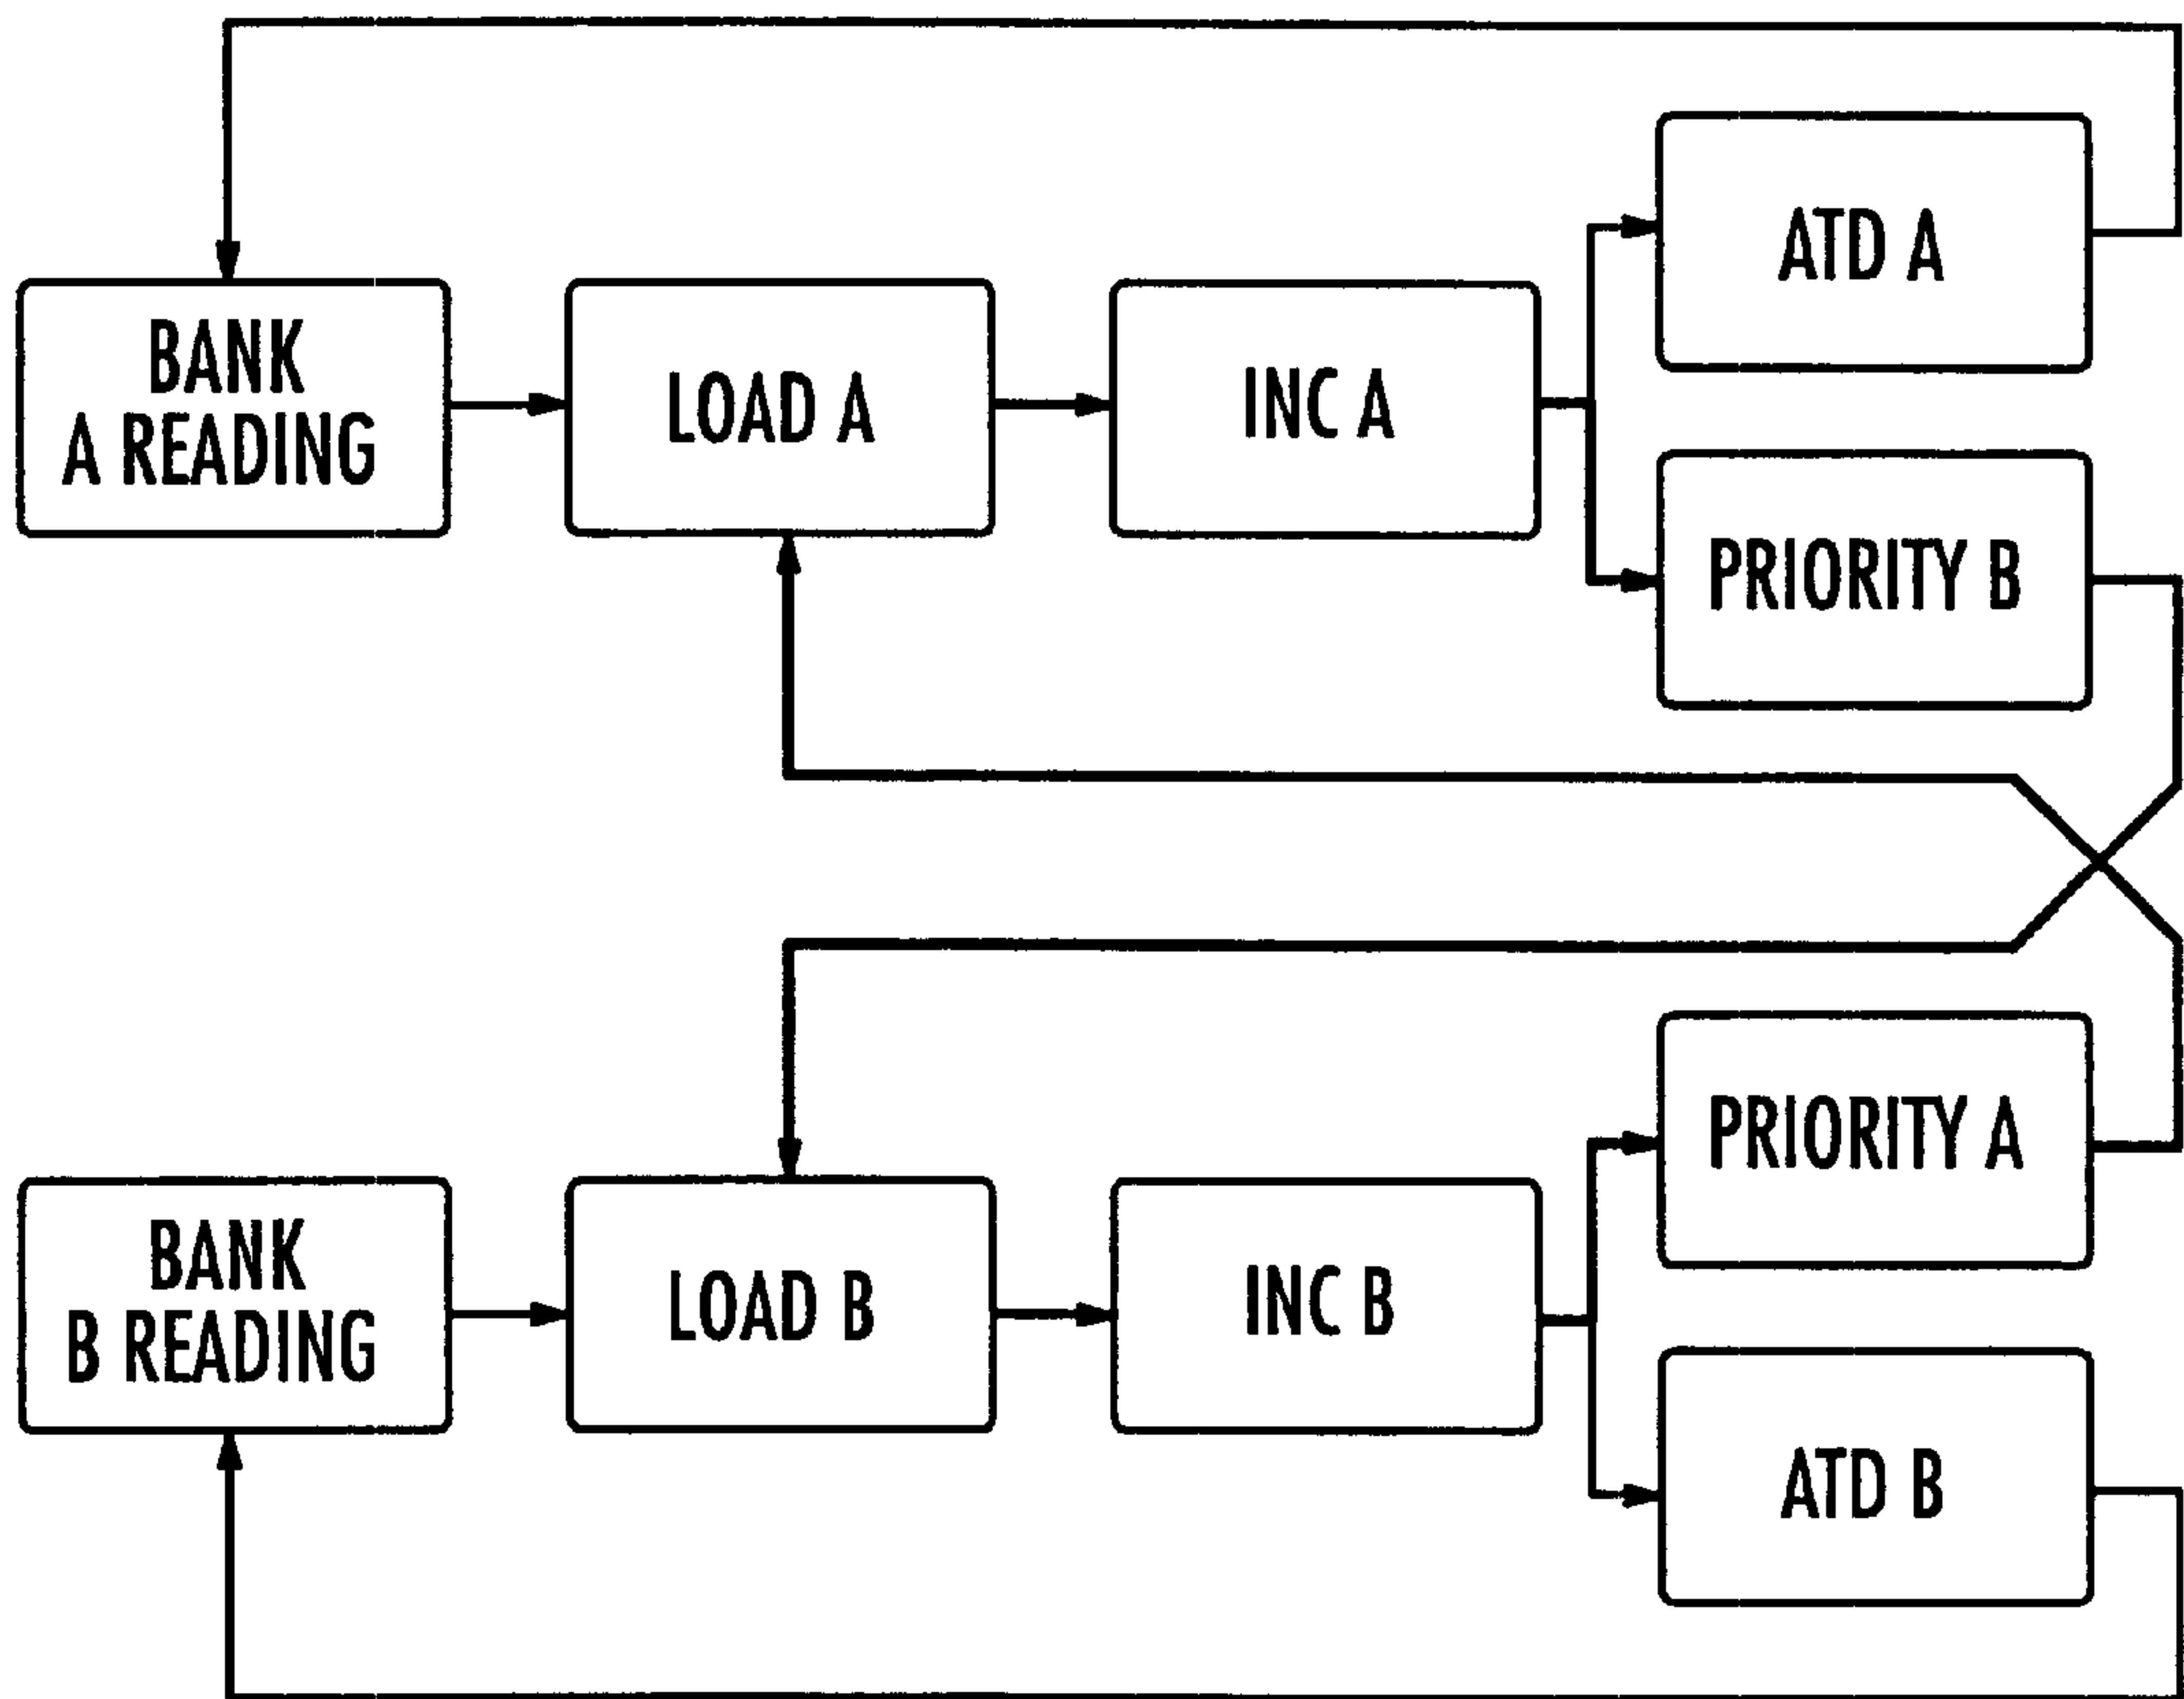 ATD A
BANK
A READING
LOAD A
INC A
PRIORITY B
PRIORITY A
BANK
B READING
LOAD B
INC B
ATD B